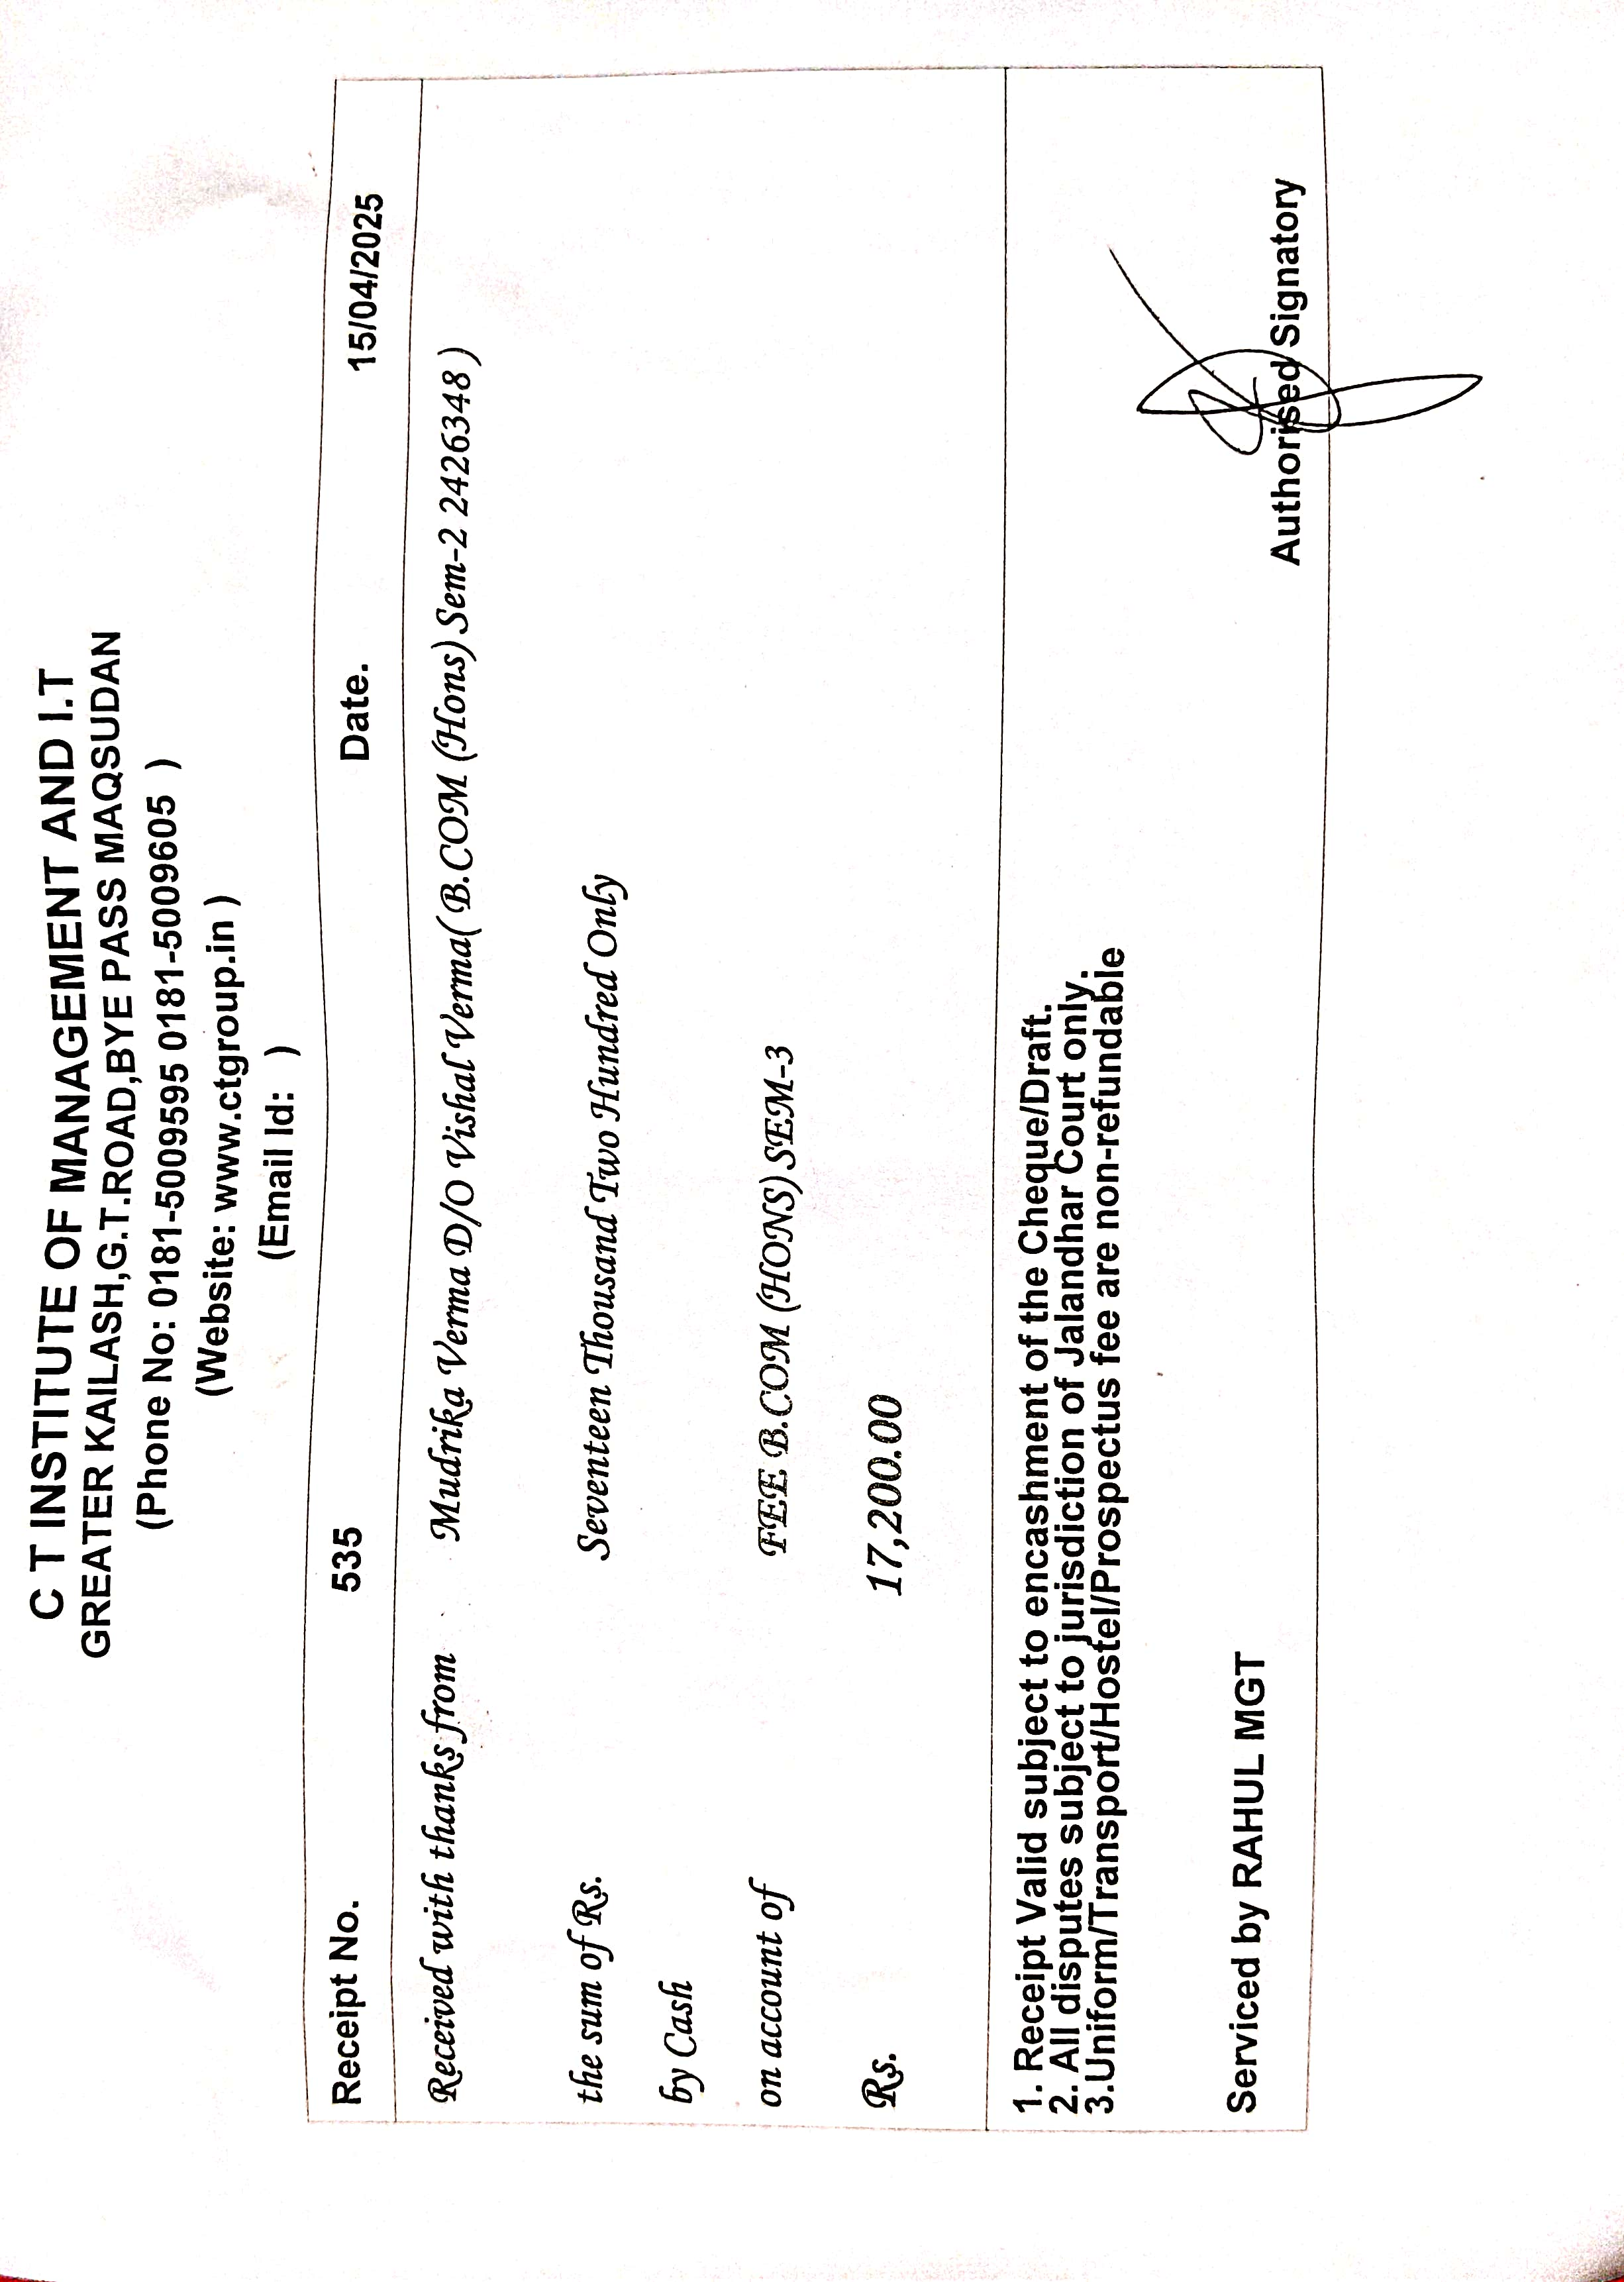 C T INSTITUTE OF MANAGEMENT AND I.T
GREATER KAILASH,G.T.ROAD,BYE PASS MAQSUDAN
(Phone No: 0181-5009595 0181-5009605 )
(Website: www.ctgroup.in )
(Email Id: )
Receipt No. 535 Date. 15/04/2025
Received with thanks from Mudrika Verma D/O Vishal Verma( B.COM (Hons) Sem-2 2426348 )
the sum of Rs. Seventeen Thousand Two Hundred Only
by Cash
on account of FEE B.COM (HONS) SEM-3
Rs. 17,200.00
1. Receipt Valid subject to encashment of the Cheque/Draft.
2. All disputes subject to jurisdiction of Jalandhar Court only.
3.Uniform/Transport/Hostel/Prospectus fee are non-refundable
Serviced by RAHUL MGT
Authorised Signatory